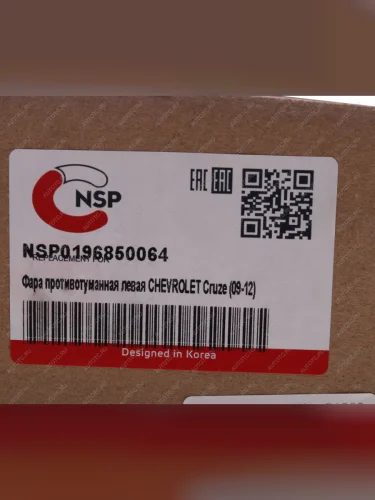 NSP
EAC EAC
NSP0196850064
REPLACEMENT FOR
Фара противотуманная левая CHEVROLET Cruze (09-12)
Designed in Korea